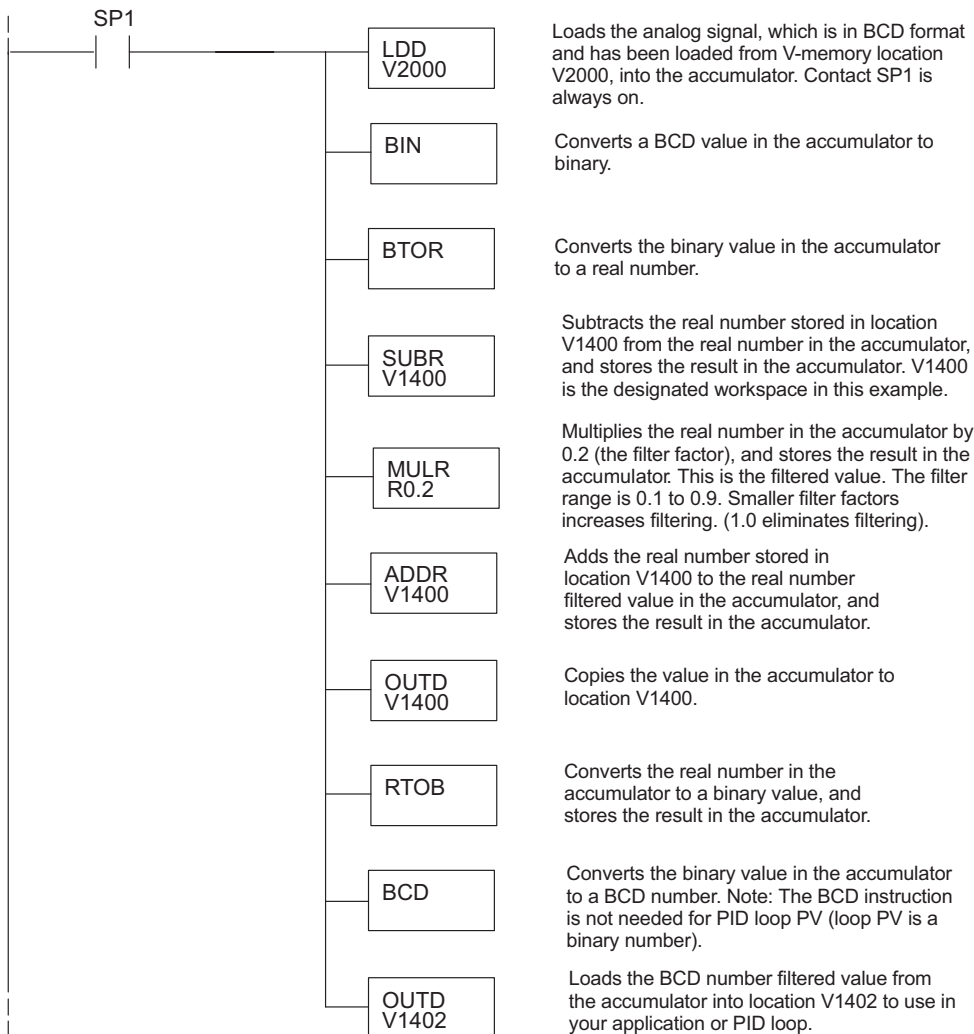 SP1
LDD
V2000
Loads the analog signal, which is in BCD format
and has been loaded from V-memory location
V2000, into the accumulator. Contact SP1 is
always on.
BIN
Converts a BCD value in the accumulator to
binary.
BTOR
Converts the binary value in the accumulator
to a real number.
SUBR
V1400
Subtracts the real number stored in location
V1400 from the real number in the accumulator,
and stores the result in the accumulator. V1400
is the designated workspace in this example.
MULR
R0.2
Multiplies the real number in the accumulator by
0.2 (the filter factor), and stores the result in the
accumulator. This is the filtered value. The filter
range is 0.1 to 0.9. Smaller filter factors
increases filtering. (1.0 eliminates filtering).
ADDR
V1400
Adds the real number stored in
location V1400 to the real number
filtered value in the accumulator, and
stores the result in the accumulator.
OUTD
V1400
Copies the value in the accumulator to
location V1400.
RTOB
Converts the real number in the
accumulator to a binary value, and
stores the result in the accumulator.
BCD
Converts the binary value in the accumulator
to a BCD number. Note: The BCD instruction
is not needed for PID loop PV (loop PV is a
binary number).
OUTD
V1402
Loads the BCD number filtered value from
the accumulator into location V1402 to use in
your application or PID loop.